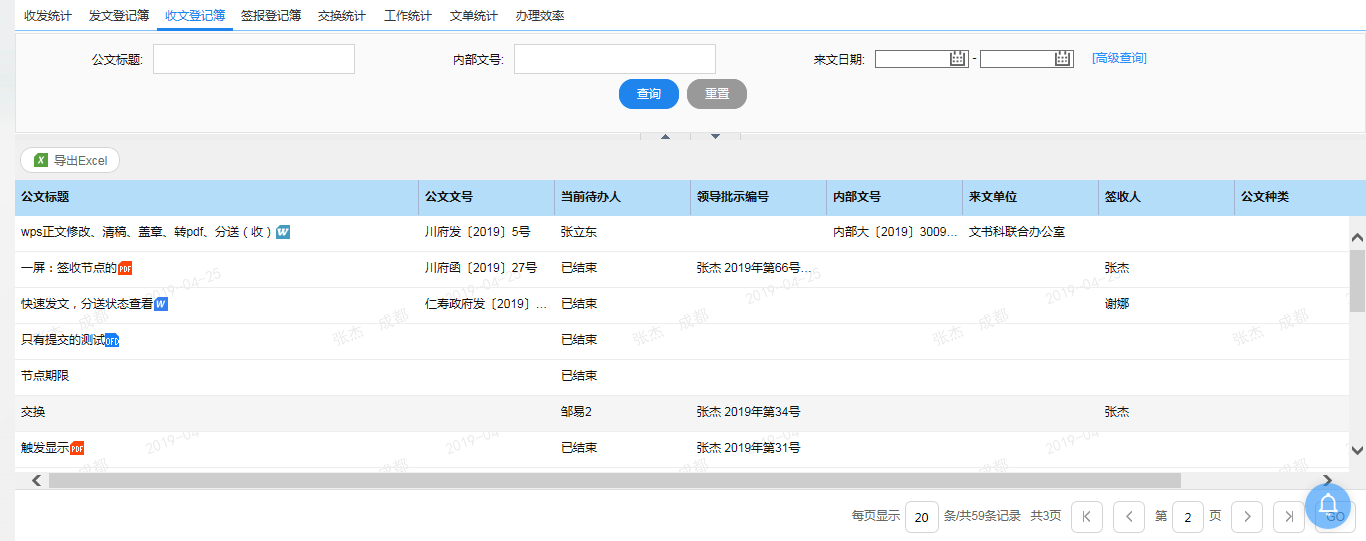 收发统计 发文登记簿 收文登记簿 签报登记簿 交换统计 工作统计 文单统计 办理效率
公文标题: 内部文号: 来文日期: - [高级查询]
查询 重置
导出Excel
公文标题 公文文号 当前待办人 领导批示编号 内部文号 来文单位 签收人 公文种类
wps正文修改、清稿、盖章、转pdf、分送（收） 川府发〔2019〕5号 张立东 内部大〔2019〕3009... 文书科联合办公室
一屏：签收节点的 PDF 川府函〔2019〕27号 已结束 张杰 2019年第66号... 张杰
快速发文，分送状态查看 仁寿政府发〔2019〕... 已结束 谢娜
只有提交的测试 OFD 已结束
节点期限 已结束
交换 邹易2 张杰 2019年第34号 张杰
触发显示 PDF 已结束 张杰 2019年第31号
每页显示 20 条/共59条记录 共3页 第 2 页 GO
张杰 成都 2019-04-25